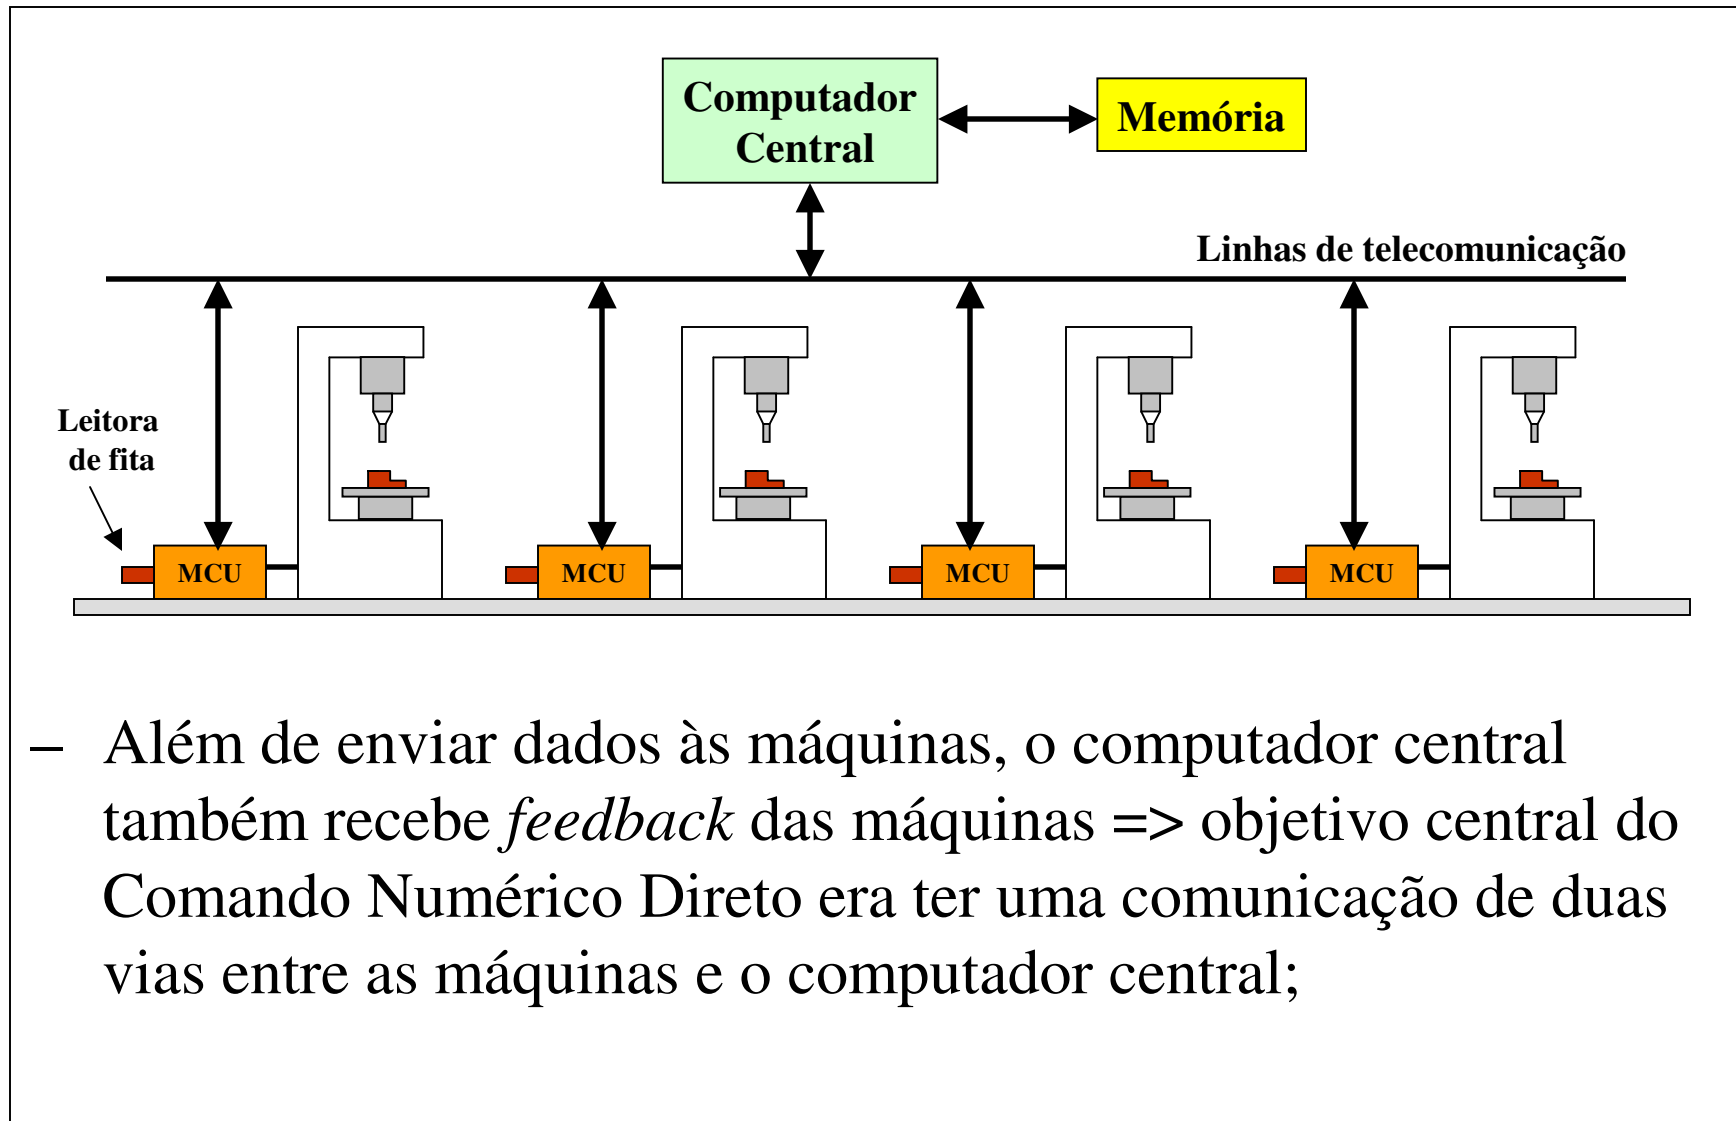 Computador
Central
Memória
Linhas de telecomunicação
Leitora
de fita
MCU
MCU
MCU
MCU
– Além de enviar dados às máquinas, o computador central
também recebe feedback das máquinas => objetivo central do
Comando Numérico Direto era ter uma comunicação de duas
vias entre as máquinas e o computador central;